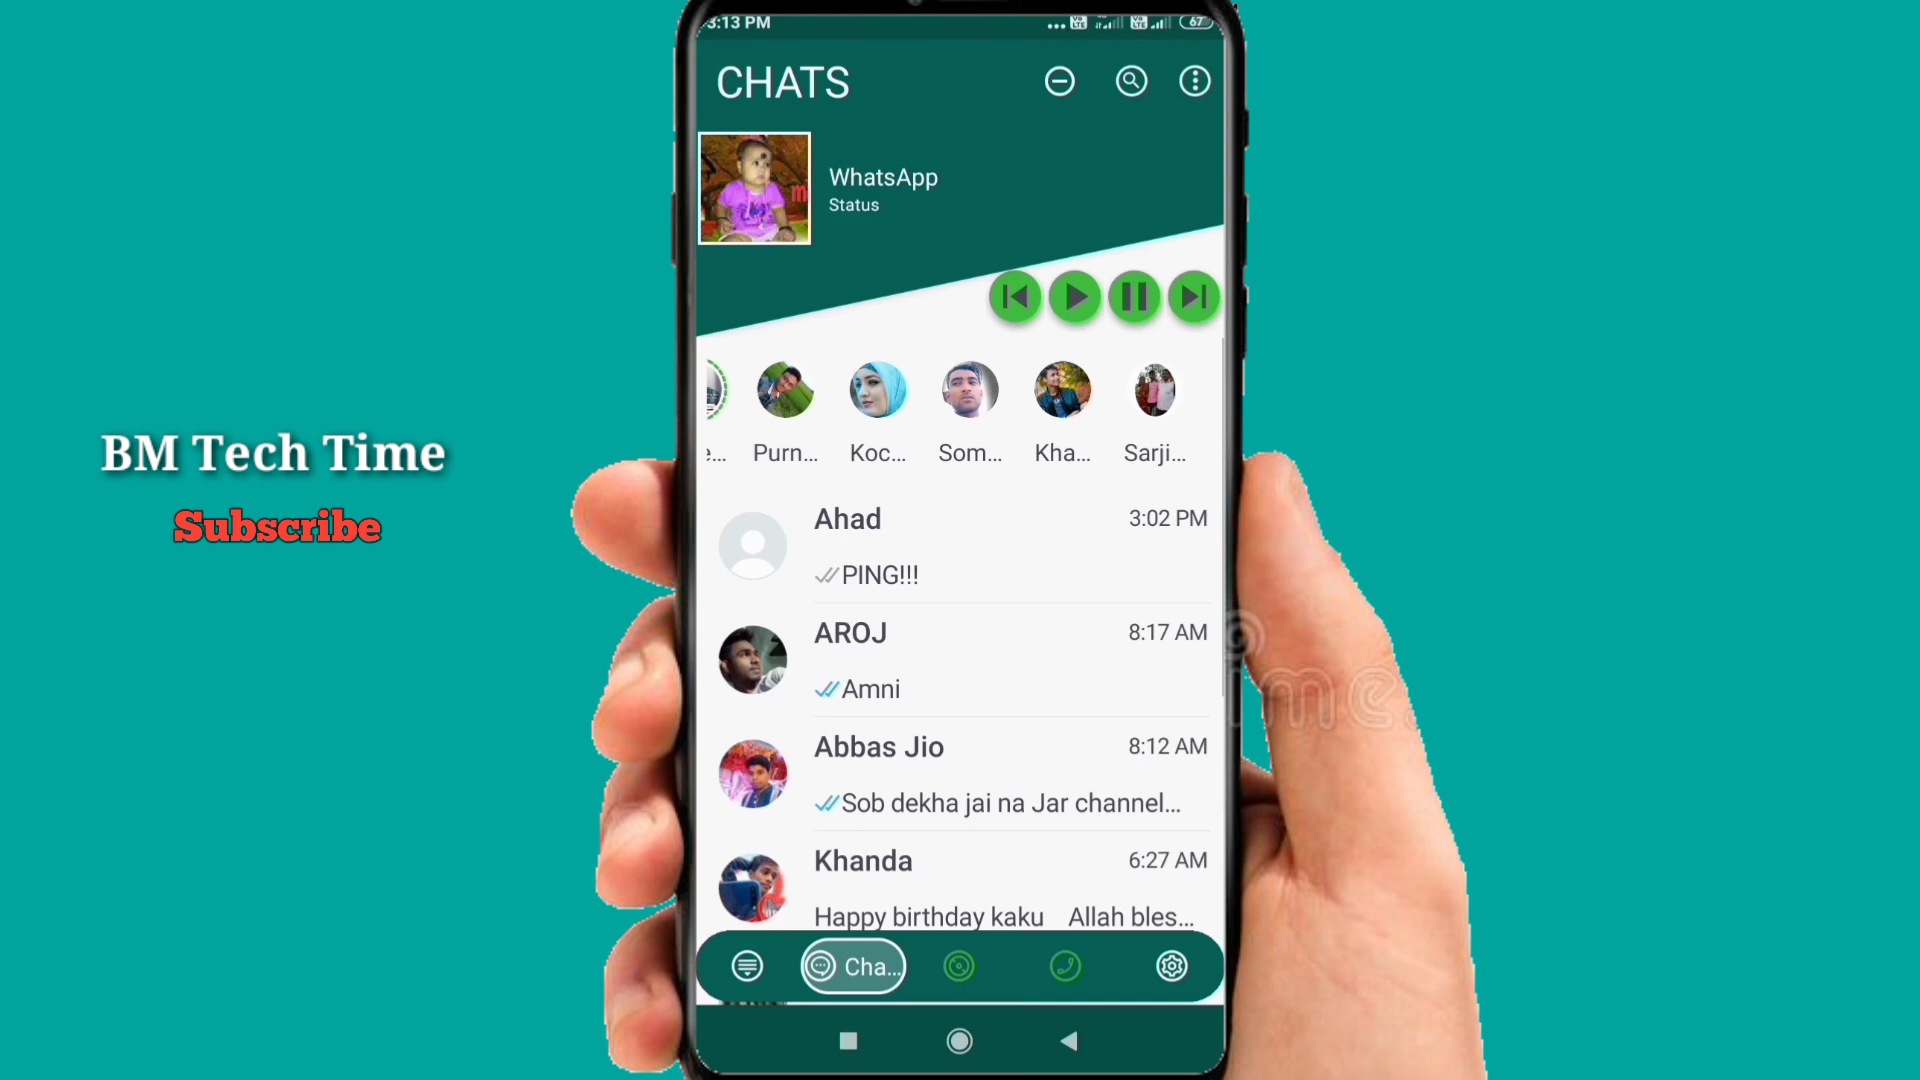 3:13 PM
67
CHATS
WhatsApp
Status
e... Purn... Koc... Som... Kha... Sarji...
Ahad 3:02 PM
PING!!!
AROJ 8:17 AM
Amni
Abbas Jio 8:12 AM
Sob dekha jai na Jar channel...
Khanda 6:27 AM
Happy birthday kaku Allah bles...
Cha...
BM Tech Time
Subscribe